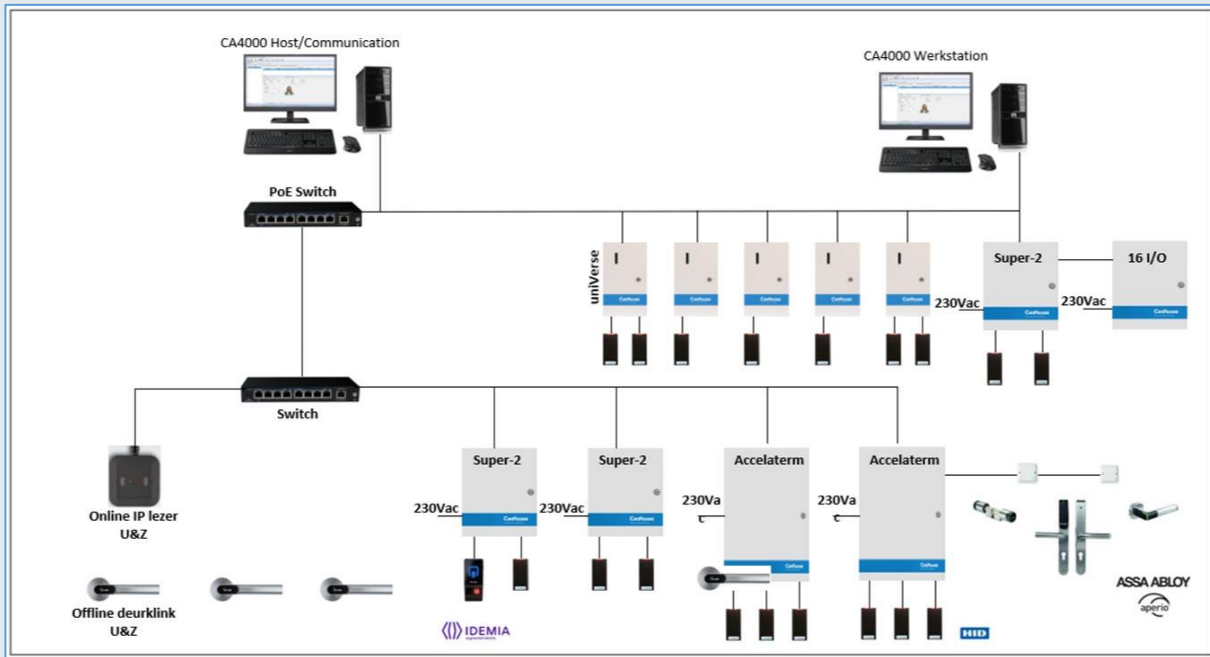 CA4000 Host/Communication
CA4000 Werkstation
PoE Switch
uniVerse
Super-2
16 I/O
230Vac
230Vac
Switch
Super-2
Super-2
Accelaterm
Accelaterm
230Vac
230Vac
230Va
c
230Va
c
Online IP lezer
U&Z
Offline deurklink
U&Z
IDEMIA
HID
ASSA ABLOY
aperio